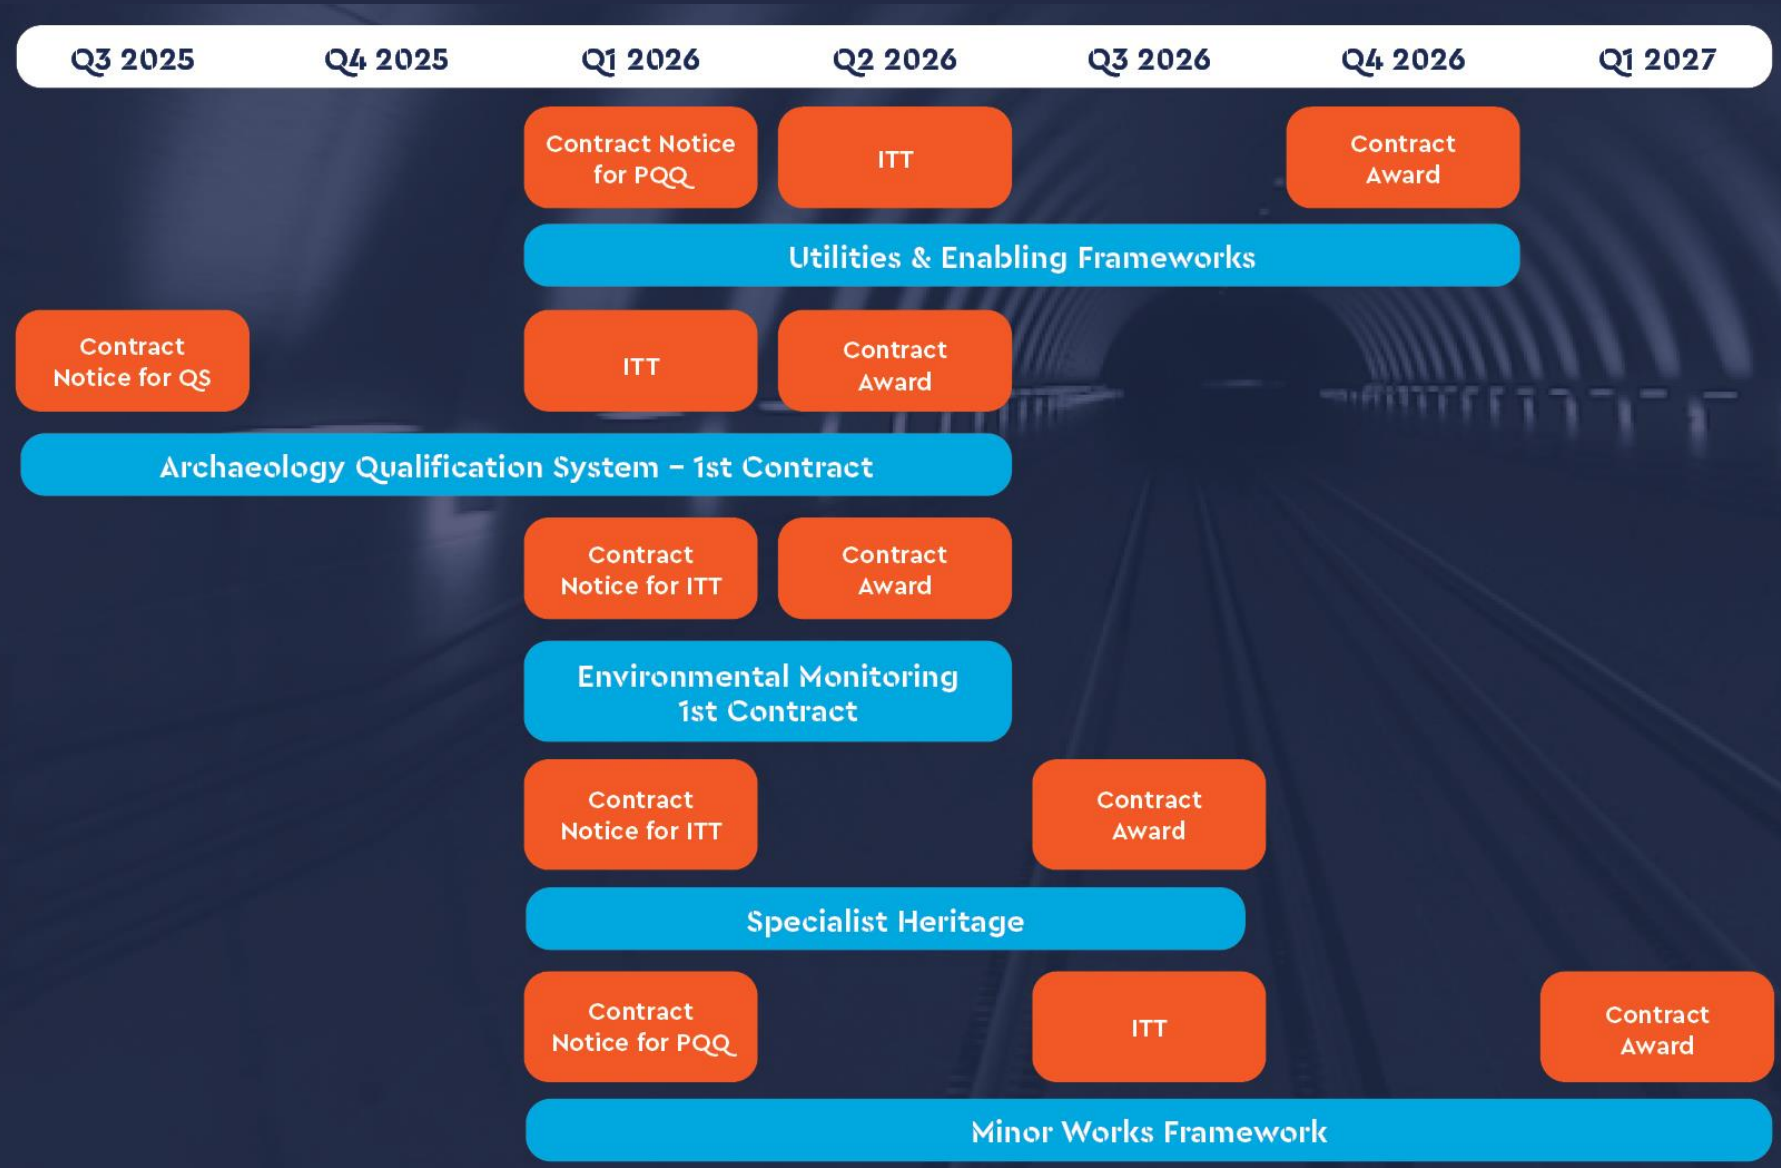 Q3 2025 Q4 2025 Q1 2026 Q2 2026 Q3 2026 Q4 2026 Q1 2027
Contract Notice
for PQQ
ITT
Contract
Award
Utilities & Enabling Frameworks
Contract
Notice for QS
ITT
Contract
Award
Archaeology Qualification System – 1st Contract
Contract
Notice for ITT
Contract
Award
Environmental Monitoring
1st Contract
Contract
Notice for ITT
Contract
Award
Specialist Heritage
Contract
Notice for PQQ
ITT
Contract
Award
Minor Works Framework